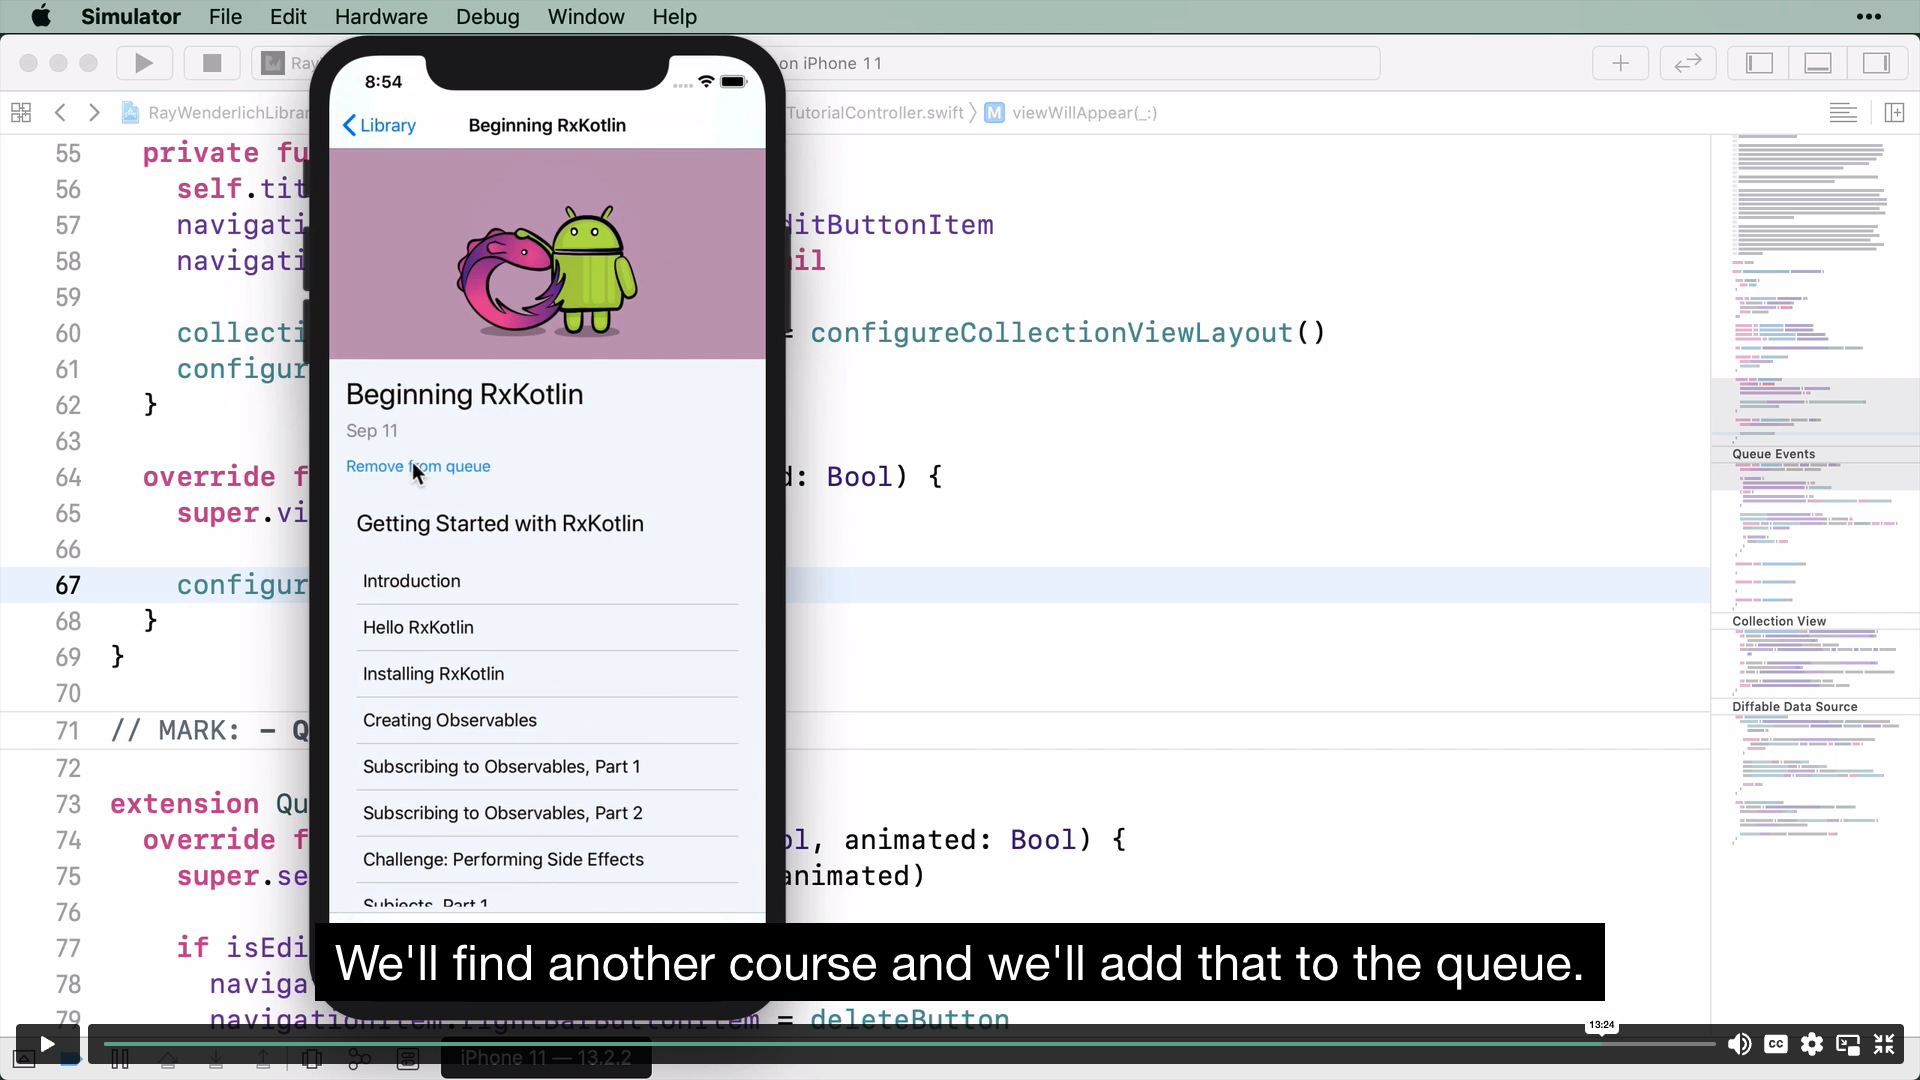 Simulator File Edit Hardware Debug Window Help
Ray on iPhone 11
RayWenderlichLibrar TutorialController.swift M viewWillAppear(_:)
8:54
Library Beginning RxKotlin
Beginning RxKotlin
Sep 11
Remove from queue
Getting Started with RxKotlin
Introduction
Hello RxKotlin
Installing RxKotlin
Creating Observables
Subscribing to Observables, Part 1
Subscribing to Observables, Part 2
Challenge: Performing Side Effects
Subjects, Part 1
55 private fu
56 self.tit
57 navigati ditButtonItem
58 navigati il
59
60 collecti = configureCollectionViewLayout()
61 configur
62 }
63
64 override f d: Bool) {
65 super.vi
66
67 configur
68 }
69 }
70
71 // MARK: - Q
72
73 extension Qu
74 override f ol, animated: Bool) {
75 super.se animated)
76
77 if isEdi
78 naviga
79 navigationItem.rightBarButtonItem = deleteButton
Queue Events
Collection View
Diffable Data Source
We'll find another course and we'll add that to the queue.
13:24
CC
iPhone 11 — 13.2.2